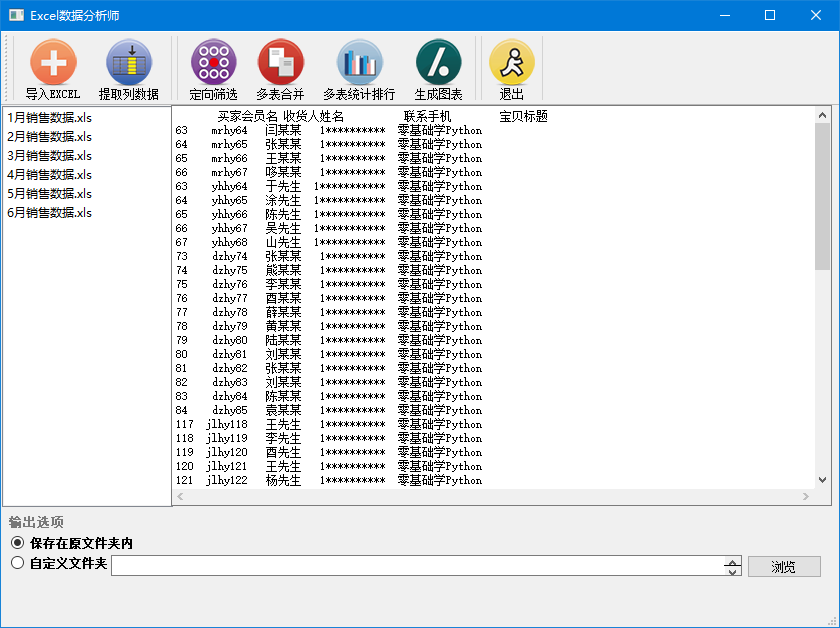 Excel数据分析师
导入EXCEL 提取列数据 定向筛选 多表合并 多表统计排行 生成图表 退出
1月销售数据.xls
2月销售数据.xls
3月销售数据.xls
4月销售数据.xls
5月销售数据.xls
6月销售数据.xls
买家会员名 收货人姓名 联系手机 宝贝标题
63 mrhy64 闫某某 1********** 零基础学Python
64 mrhy65 张某某 1********** 零基础学Python
65 mrhy66 王某某 1********** 零基础学Python
66 mrhy67 哆某某 1********** 零基础学Python
63 yhhy64 于先生 1*********** 零基础学Python
64 yhhy65 涂先生 1*********** 零基础学Python
65 yhhy66 陈先生 1*********** 零基础学Python
66 yhhy67 吴先生 1*********** 零基础学Python
67 yhhy68 山先生 1*********** 零基础学Python
73 dzhy74 张某某 1********** 零基础学Python
74 dzhy75 熊某某 1********** 零基础学Python
75 dzhy76 李某某 1********** 零基础学Python
76 dzhy77 酉某某 1********** 零基础学Python
77 dzhy78 薛某某 1********** 零基础学Python
78 dzhy79 黄某某 1********** 零基础学Python
79 dzhy80 陆某某 1********** 零基础学Python
80 dzhy81 刘某某 1********** 零基础学Python
81 dzhy82 张某某 1********** 零基础学Python
82 dzhy83 刘某某 1********** 零基础学Python
83 dzhy84 陈某某 1********** 零基础学Python
84 dzhy85 袁某某 1********** 零基础学Python
117 jlhy118 王先生 1********** 零基础学Python
118 jlhy119 李先生 1********** 零基础学Python
119 jlhy120 酉先生 1********** 零基础学Python
120 jlhy121 王先生 1********** 零基础学Python
121 jlhy122 杨先生 1********** 零基础学Python
输出选项
保存在原文件夹内
自定义文件夹 浏览